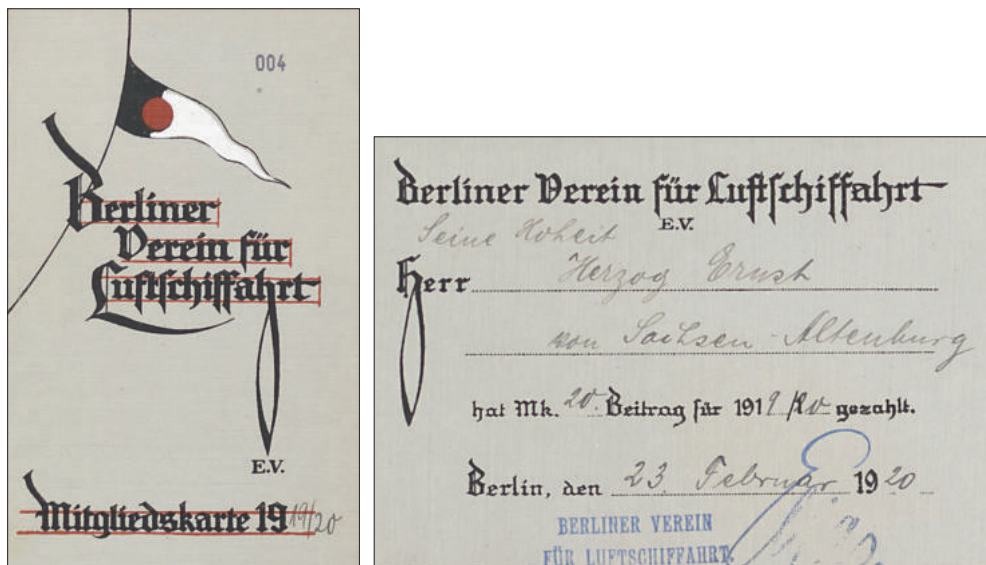 004
Berliner
Verein für
Luftschiffahrt
E.V.
Mitgliedskarte 1919/20
Berliner Verein für Luftschiffahrt
E.V.
Seine Hoheit
Herr Herzog Ernst
von Sachsen-Altenburg
hat Mk. 20. Beitrag für 1919/20 gezahlt.
Berlin, den 23. Februar 1920
BERLINER VEREIN
FÜR LUFTSCHIFFAHRT.